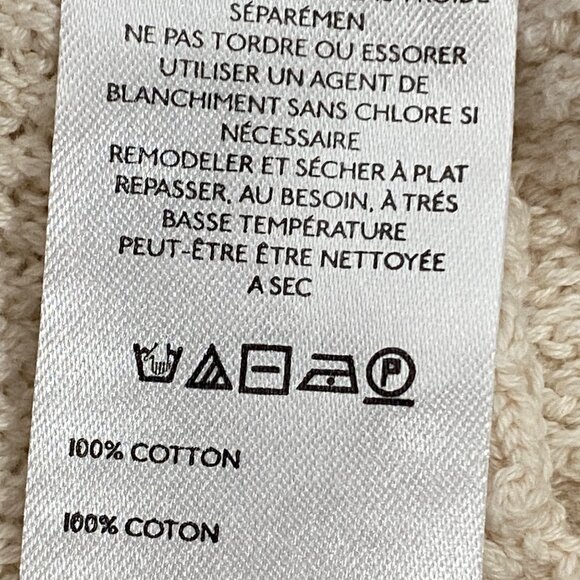 SÉPARÉMEN
NE PAS TORDRE OU ESSORER
UTILISER UN AGENT DE
BLANCHIMENT SANS CHLORE SI
NÉCESSAIRE
REMODELER ET SÉCHER À PLAT
REPASSER, AU BESOIN, À TRÉS
BASSE TEMPÉRATURE
PEUT-ÊTRE ÊTRE NETTOYÉE
A SEC
P
100% COTTON
100% COTON